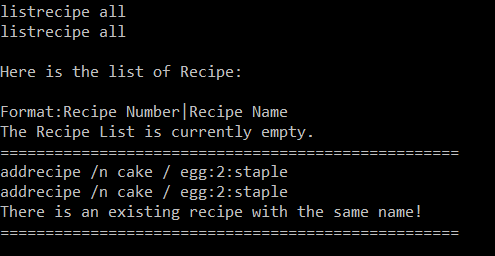 listrecipe all
listrecipe all
Here is the list of Recipe:
Format:Recipe Number|Recipe Name
The Recipe List is currently empty.
===================================================
addrecipe /n cake / egg:2:staple
addrecipe /n cake / egg:2:staple
There is an existing recipe with the same name!
===================================================